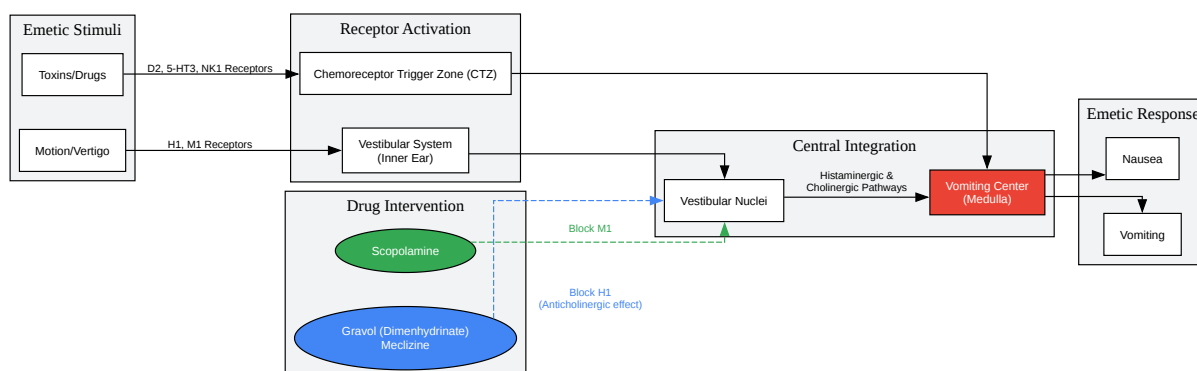 Emetic Stimuli
Toxins/Drugs
Motion/Vertigo
D2, 5-HT3, NK1 Receptors
H1, M1 Receptors
Receptor Activation
Chemoreceptor Trigger Zone (CTZ)
Vestibular System
(Inner Ear)
Drug Intervention
Scopolamine
Gravol (Dimenhydrinate)
Meclizine
Block M1
Block H1
(Anticholinergic effect)
Central Integration
Vestibular Nuclei
Histaminergic &
Cholinergic Pathways
Vomiting Center
(Medulla)
Emetic Response
Nausea
Vomiting